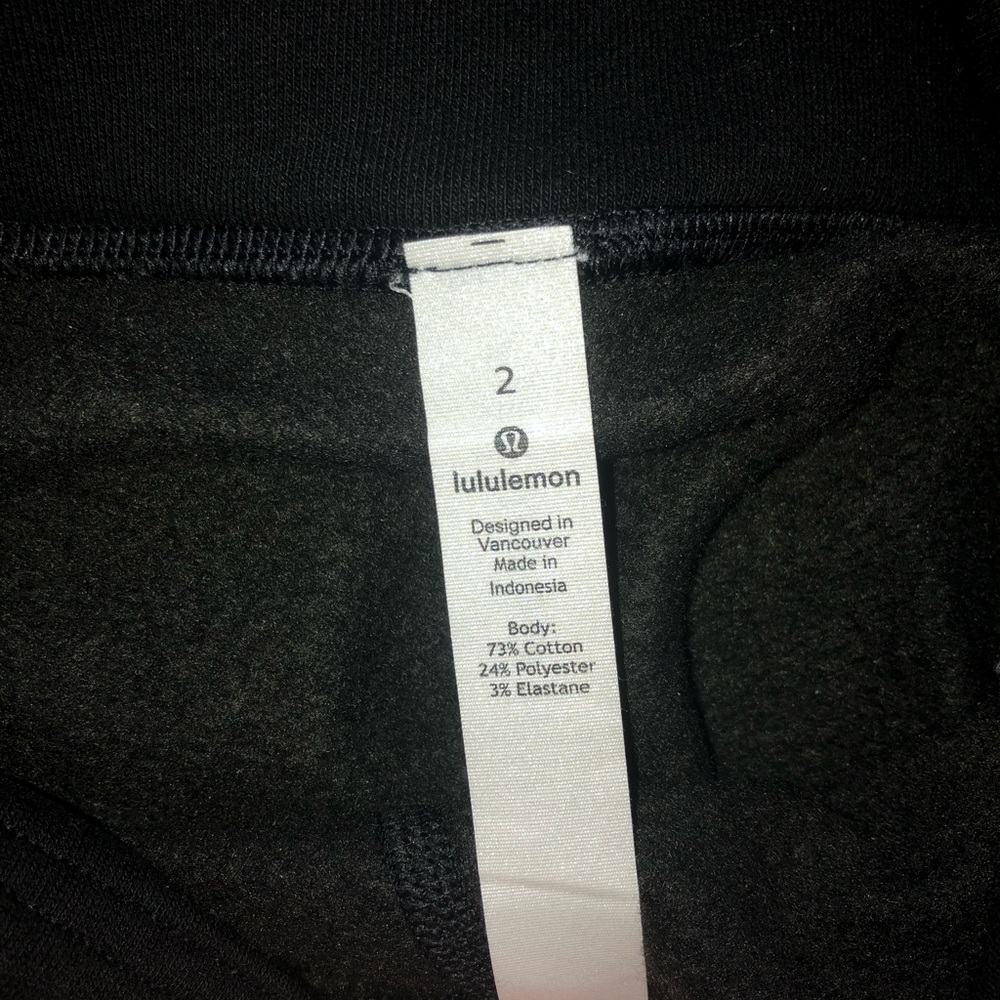 2
lululemon
Designed in
Vancouver
Made in
Indonesia
Body:
73% Cotton
24% Polyester
3% Elastane